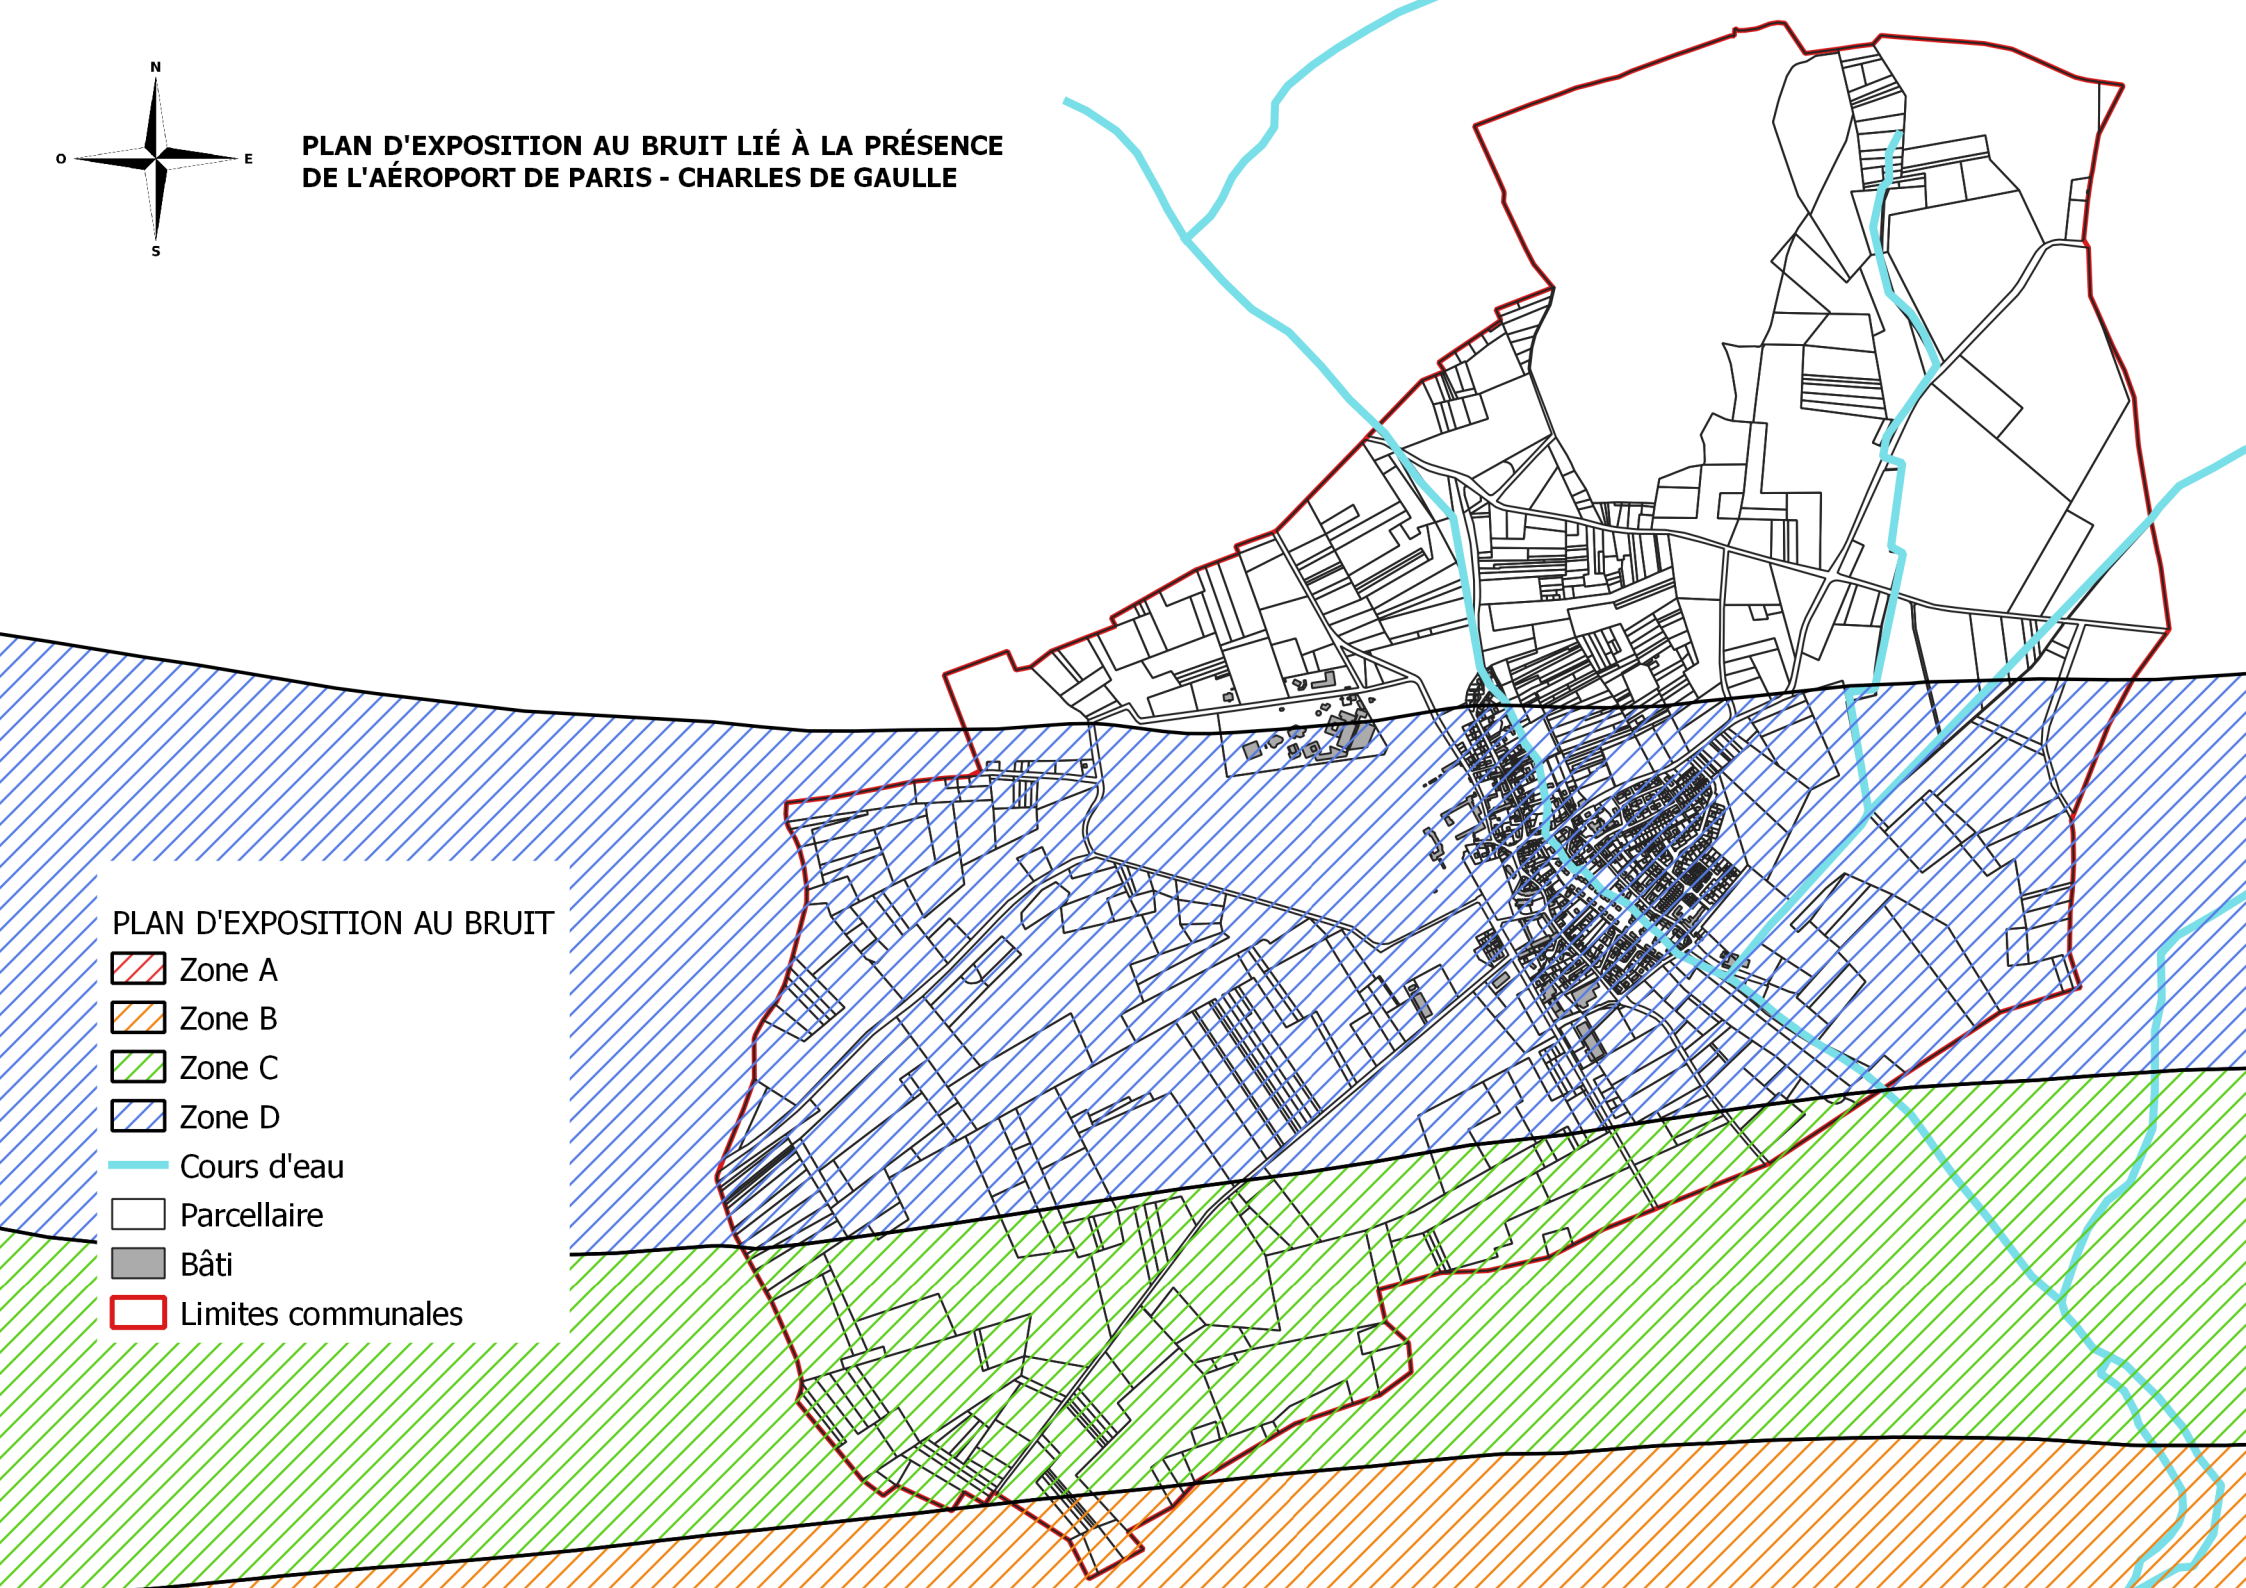 N
O
E
S
PLAN D'EXPOSITION AU BRUIT LIÉ À LA PRÉSENCE
DE L'AÉROPORT DE PARIS - CHARLES DE GAULLE
PLAN D'EXPOSITION AU BRUIT
Zone A
Zone B
Zone C
Zone D
Cours d'eau
Parcellaire
Bâti
Limites communales